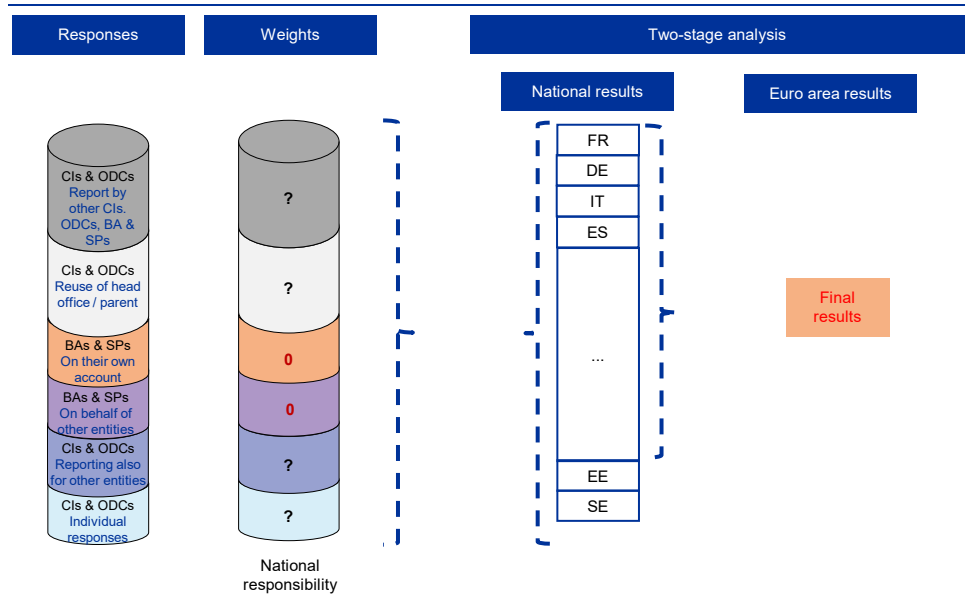 Responses
Weights
Two-stage analysis
National results
Euro area results
CIs & ODCs
Report by
other CIs.
ODCs, BA &
SPs
CIs & ODCs
Reuse of head
office / parent
BAs & SPs
On their own
account
BAs & SPs
On behalf of
other entities
CIs & ODCs
Reporting also
for other entities
CIs & ODCs
Individual
responses
?
?
0
0
?
?
National
responsibility
FR
DE
IT
ES
...
EE
SE
Final
results